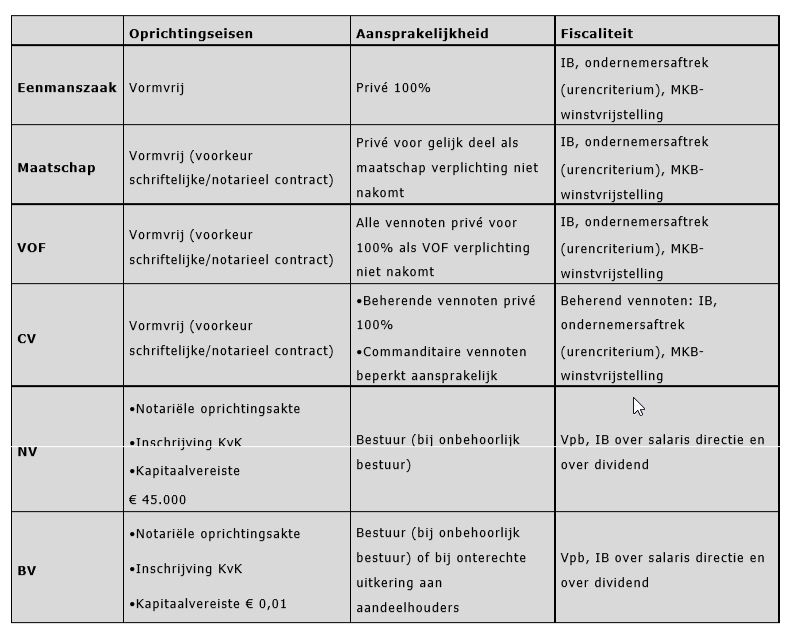 Oprichtingseisen Aansprakelijkheid Fiscaliteit
Eenmanszaak Vormvrij Privé 100% IB, ondernemersaftrek
(urencriterium), MKB-
winstvrijstelling
Maatschap Vormvrij (voorkeur
schriftelijke/notarieel contract)
Privé voor gelijk deel als
maatschap verplichting niet
nakomt
IB, ondernemersaftrek
(urencriterium), MKB-
winstvrijstelling
VOF Vormvrij (voorkeur
schriftelijke/notarieel contract)
Alle vennoten privé voor
100% als VOF verplichting
niet nakomt
IB, ondernemersaftrek
(urencriterium), MKB-
winstvrijstelling
CV Vormvrij (voorkeur
schriftelijke/notarieel contract)
•Beherende vennoten privé
100%
•Commanditaire vennoten
beperkt aansprakelijk
Beherend vennoten: IB,
ondernemersaftrek
(urencriterium), MKB-
winstvrijstelling
NV •Notariële oprichtingsakte
•Inschrijving KvK
•Kapitaalvereiste
€ 45.000
Bestuur (bij onbehoorlijk
bestuur)
Vpb, IB over salaris directie en
over dividend
BV •Notariële oprichtingsakte
•Inschrijving KvK
•Kapitaalvereiste € 0,01
Bestuur (bij onbehoorlijk
bestuur) of bij onterechte
uitkering aan
aandeelhouders
Vpb, IB over salaris directie en
over dividend